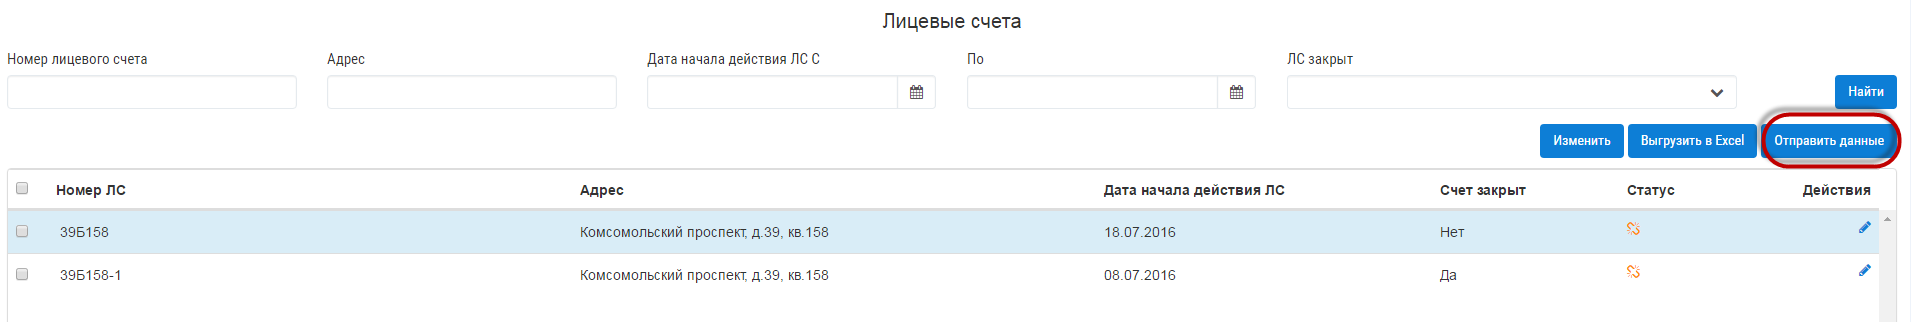 Лицевые счета
Номер лицевого счета Адрес Дата начала действия ЛС С По ЛС закрыт
Найти
Изменить Выгрузить в Excel Отправить данные
Номер ЛС Адрес Дата начала действия ЛС Счет закрыт Статус Действия
39Б158 Комсомольский проспект, д.39, кв.158 18.07.2016 Нет
39Б158-1 Комсомольский проспект, д.39, кв.158 08.07.2016 Да